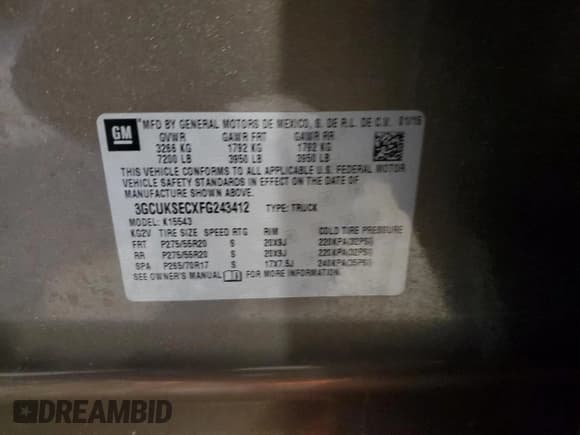 GM
MFD BY GENERAL MOTORS DE MEXICO, S. DE R.L. DE C.V. 01/15
GVWR GAWR FRT GAWR RR
3266 KG 1792 KG 1792 KG
7200 LB 3950 LB 3950 LB
THIS VEHICLE CONFORMS TO ALL APPLICABLE U.S. FEDERAL MOTOR
VEHICLE SAFETY STANDARDS IN EFFECT ON THE DATE OF
MANUFACTURE SHOWN ABOVE.
3GCUKSECXFG243412 TYPE: TRUCK
MODEL: K15543
KG2V TIRE SIZE SPEED RTG RIM COLD TIRE PRESSURE
FRT P275/55R20 S 20X9J 220KPA(32PSI)
RR P275/55R20 S 20X9J 220KPA(32PSI)
SPA P255/70R17 S 17X7.5J 240KPA(35PSI)
SEE OWNER'S MANUAL FOR MORE INFORMATION.
DREAMBID